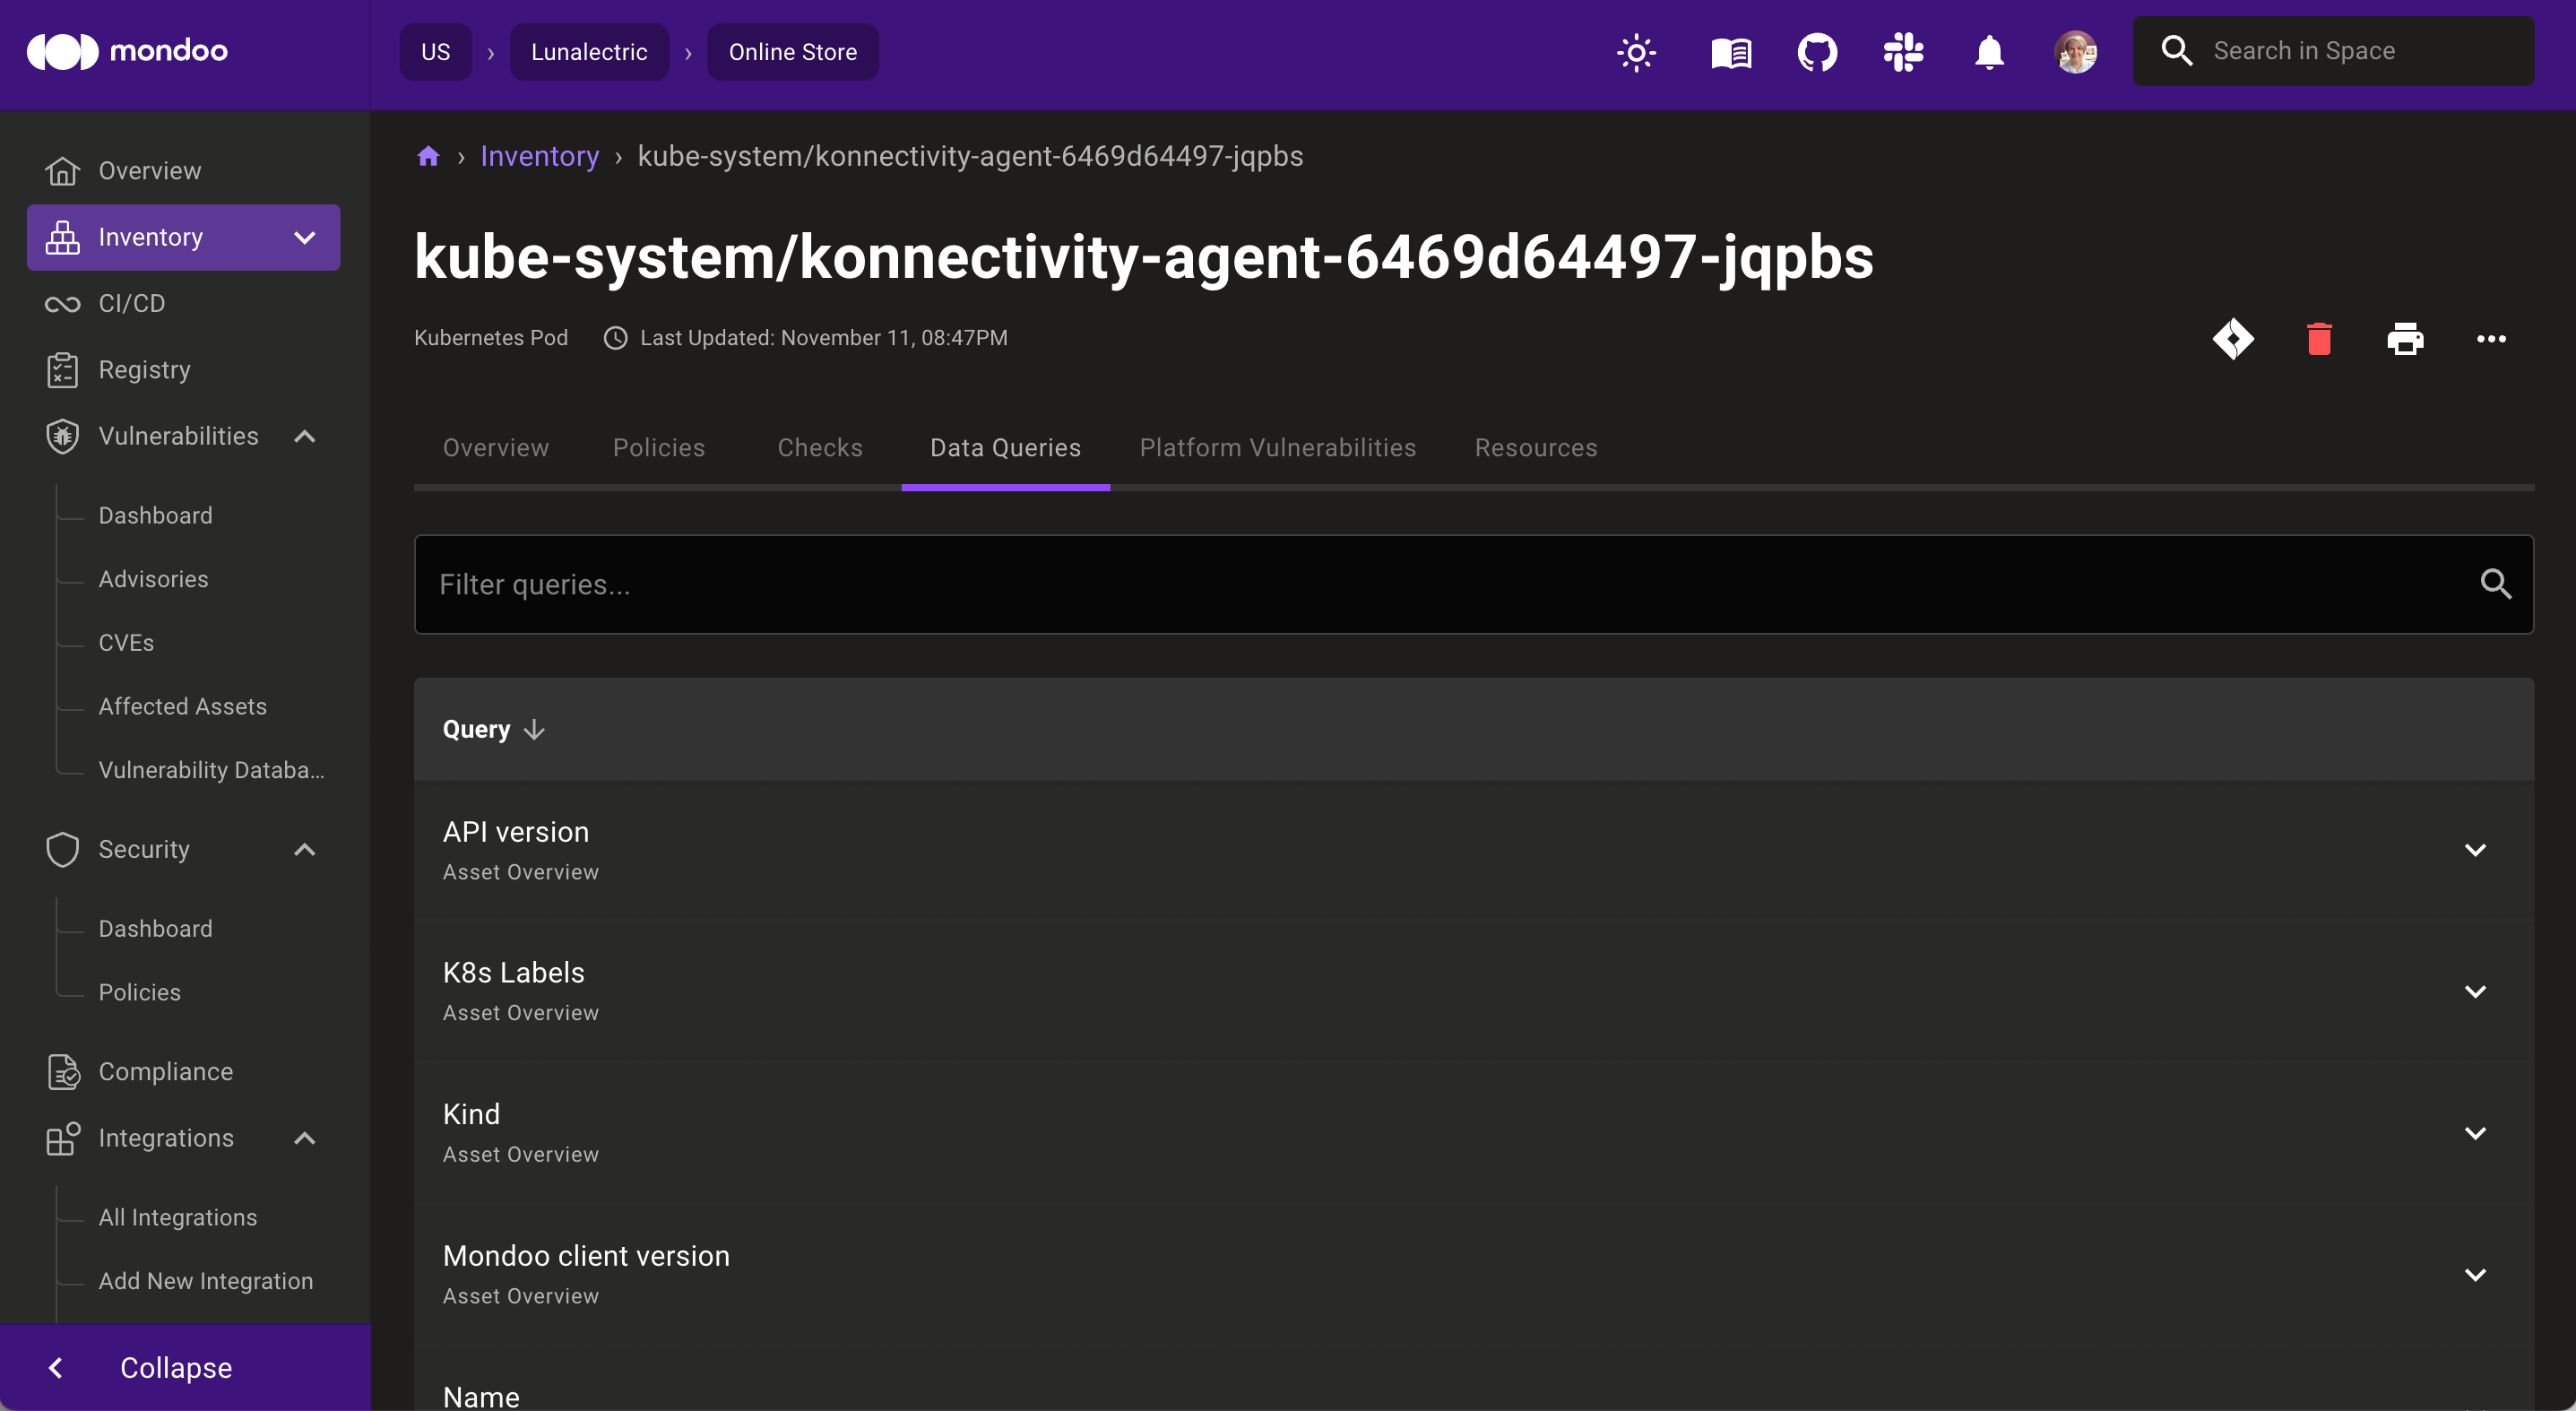 mondoo
US › Lunalectric › Online Store
Search in Space
Overview
Inventory
CI/CD
Registry
Vulnerabilities
Dashboard
Advisories
CVEs
Affected Assets
Vulnerability Databa...
Security
Dashboard
Policies
Compliance
Integrations
All Integrations
Add New Integration
Collapse
› Inventory › kube-system/konnectivity-agent-6469d64497-jqpbs
kube-system/konnectivity-agent-6469d64497-jqpbs
Kubernetes Pod Last Updated: November 11, 08:47PM
Overview Policies Checks Data Queries Platform Vulnerabilities Resources
Filter queries...
Query
API version
Asset Overview
K8s Labels
Asset Overview
Kind
Asset Overview
Mondoo client version
Asset Overview
Name